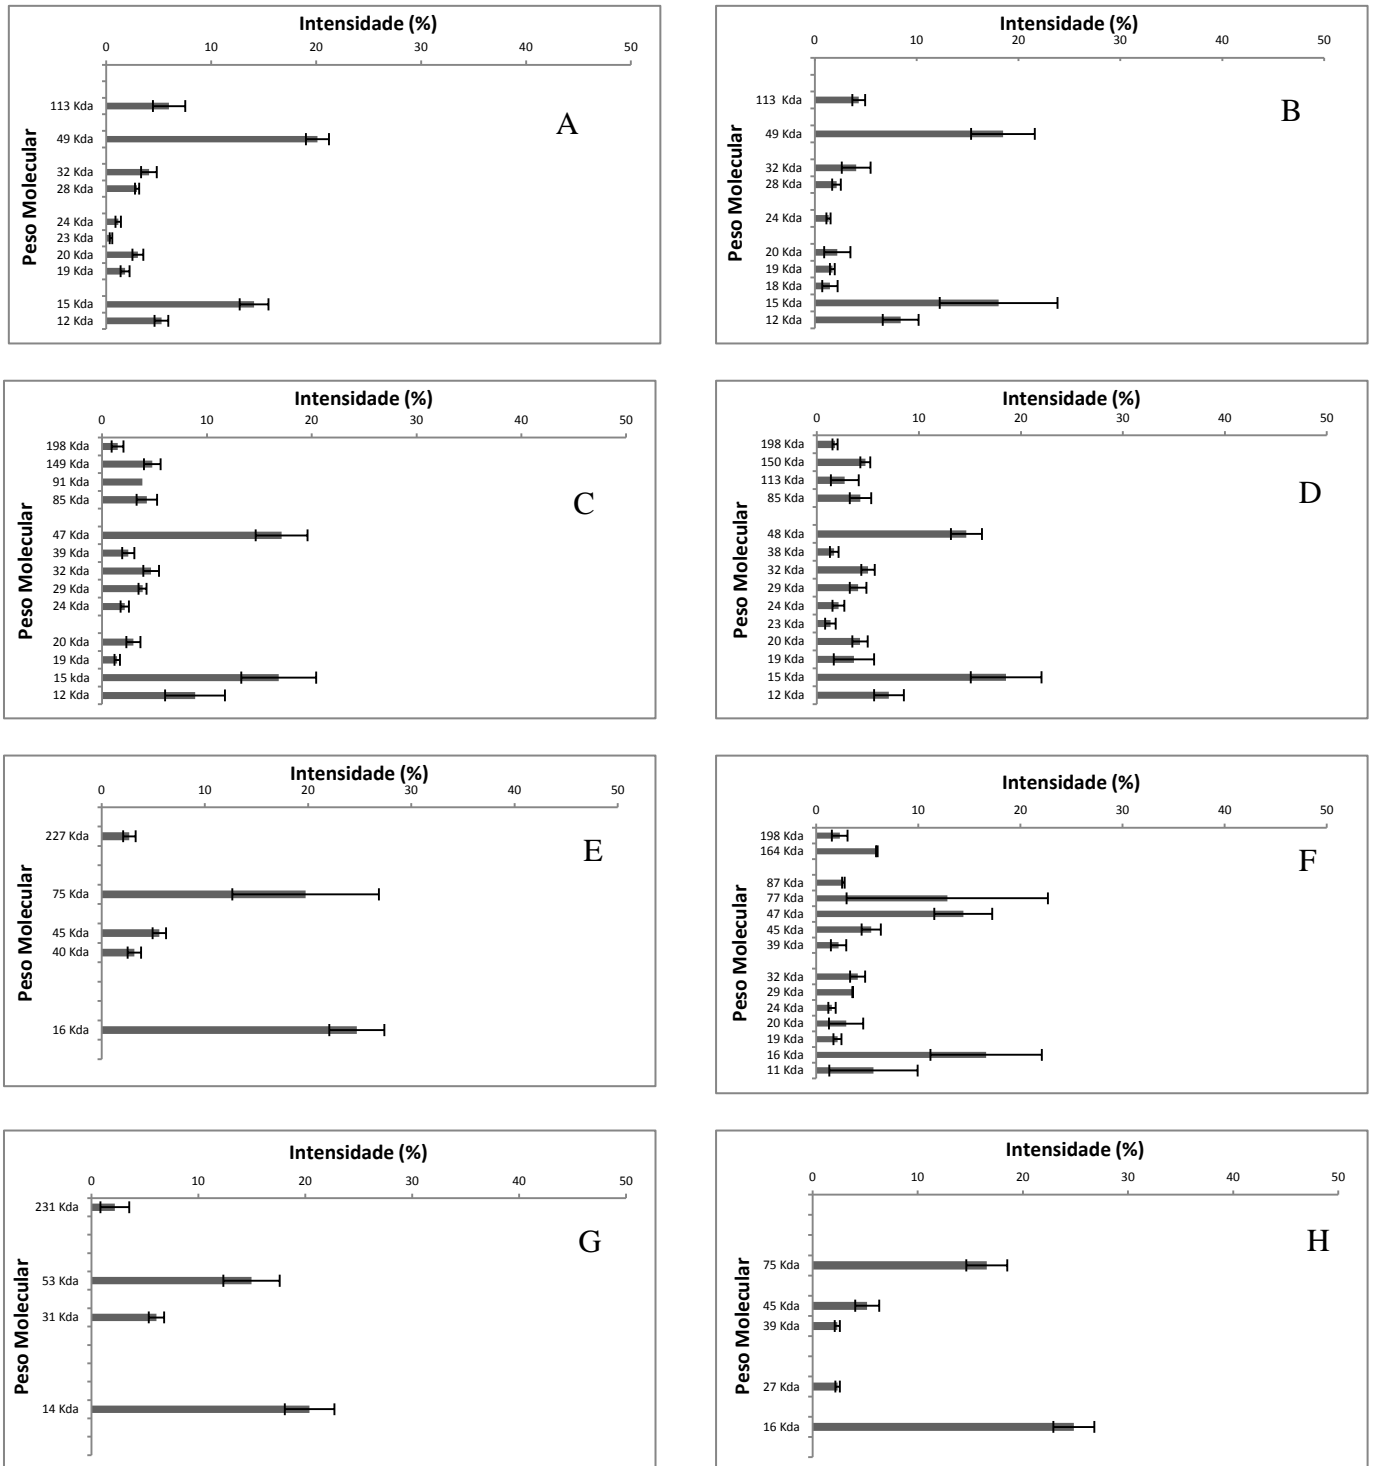 Intensidade (%)
0 10 20 30 40 50
Peso Molecular
113 Kda
49 Kda
32 Kda
28 Kda
24 Kda
23 Kda
20 Kda
19 Kda
15 Kda
12 Kda
A
Intensidade (%)
0 10 20 30 40 50
Peso Molecular
113 Kda
49 Kda
32 Kda
28 Kda
24 Kda
20 Kda
19 Kda
18 Kda
15 Kda
12 Kda
B
Intensidade (%)
0 10 20 30 40 50
Peso Molecular
198 Kda
149 Kda
91 Kda
85 Kda
47 Kda
39 Kda
32 Kda
29 Kda
24 Kda
20 Kda
19 Kda
15 kda
12 Kda
C
Intensidade (%)
0 10 20 30 40 50
Peso Molecular
198 Kda
150 Kda
113 Kda
85 Kda
48 Kda
38 Kda
32 Kda
29 Kda
24 Kda
23 Kda
20 Kda
19 Kda
15 Kda
12 Kda
D
Intensidade (%)
0 10 20 30 40 50
Peso Molecular
227 Kda
75 Kda
45 Kda
40 Kda
16 Kda
E
Intensidade (%)
0 10 20 30 40 50
Peso Molecular
198 Kda
164 Kda
87 Kda
77 Kda
47 Kda
45 Kda
39 Kda
32 Kda
29 Kda
24 Kda
20 Kda
19 Kda
16 Kda
11 Kda
F
Intensidade (%)
0 10 20 30 40 50
Peso Molecular
231 Kda
53 Kda
31 Kda
14 Kda
G
Intensidade (%)
0 10 20 30 40 50
Peso Molecular
75 Kda
45 Kda
39 Kda
27 Kda
16 Kda
H